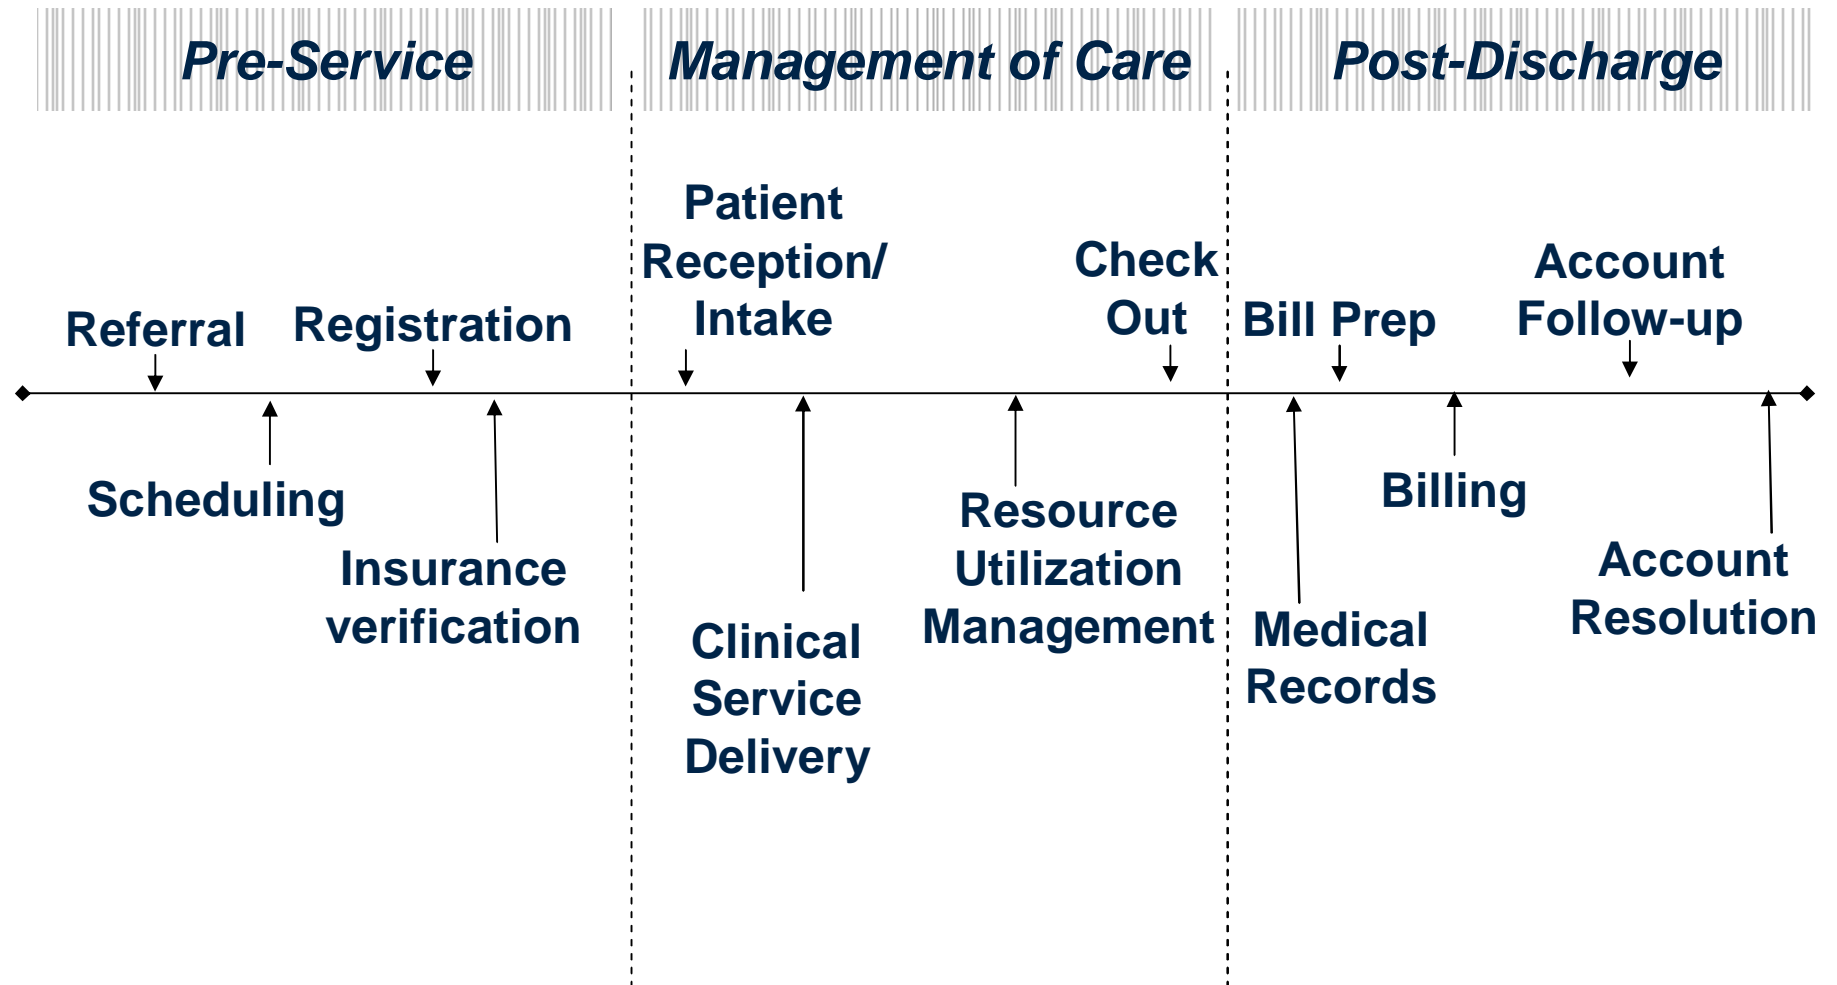 Pre-Service
Management of Care
Post-Discharge
Patient
Reception/
Intake
Check
Out
Account
Follow-up
Referral
Registration
Bill Prep
Scheduling
Insurance
verification
Clinical
Service
Delivery
Resource
Utilization
Management
Medical
Records
Billing
Account
Resolution